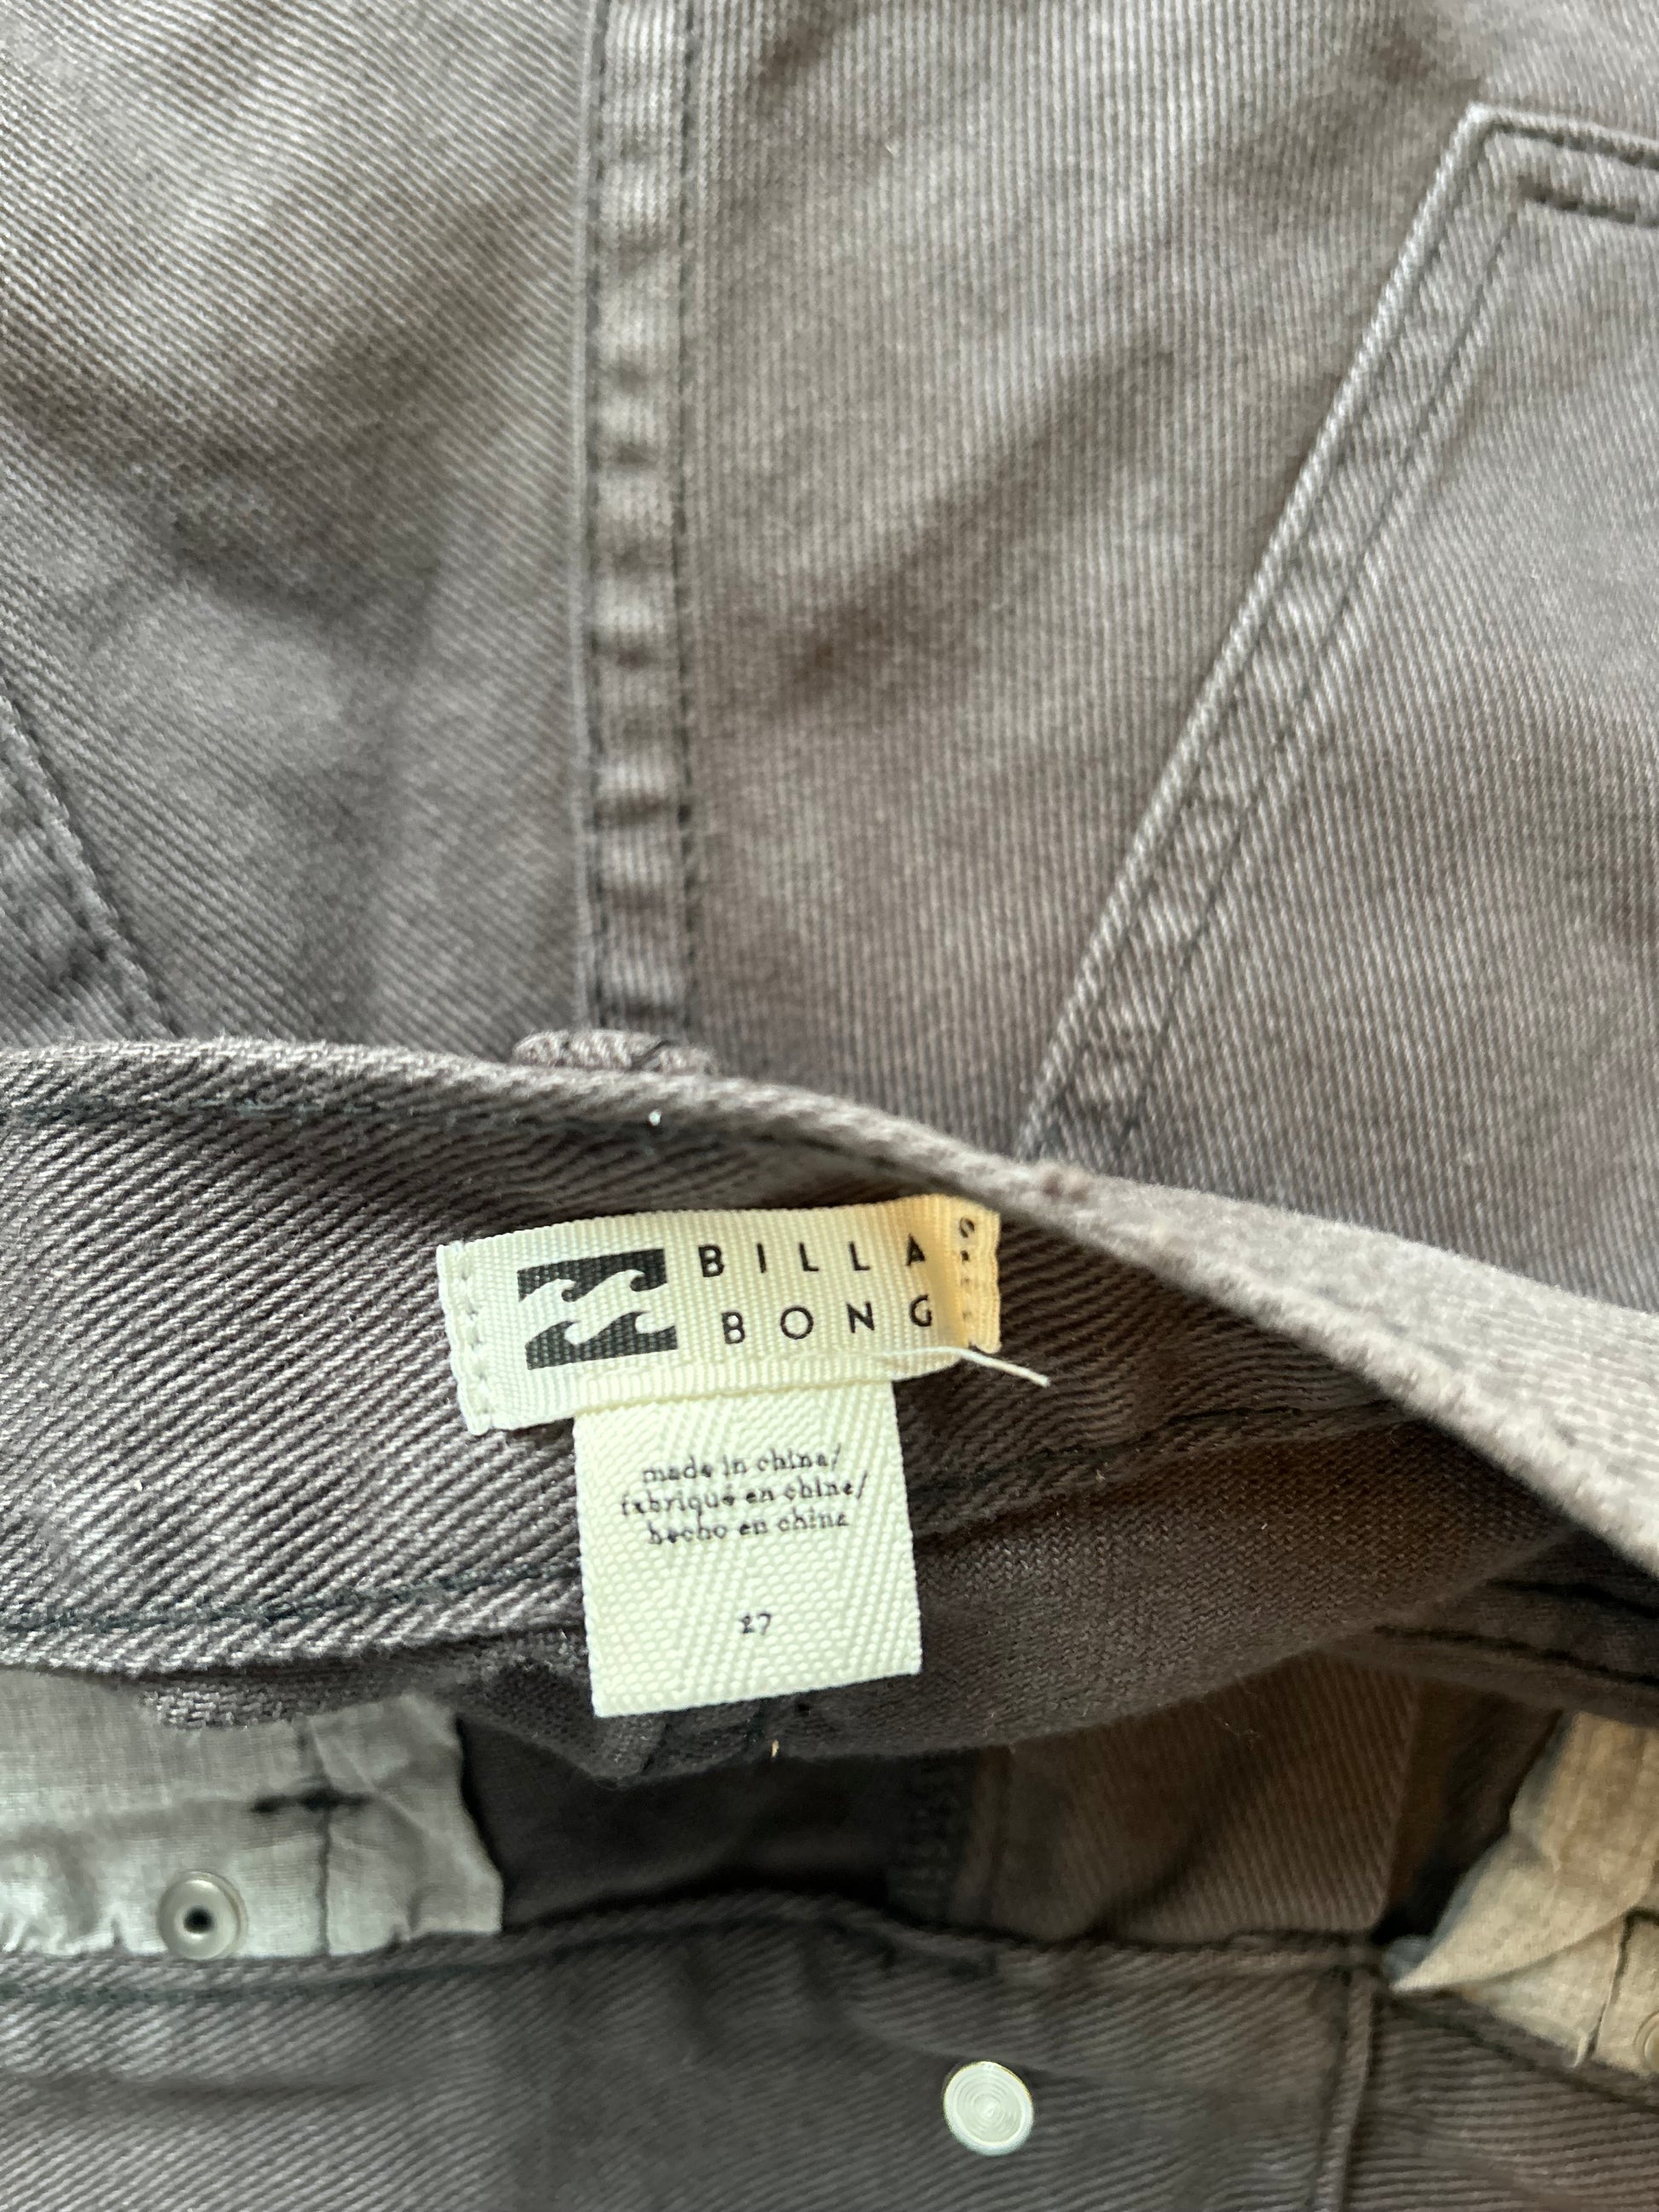 BILLA
BONG
made in china/
fabriqué en chine/
hecho en china
27